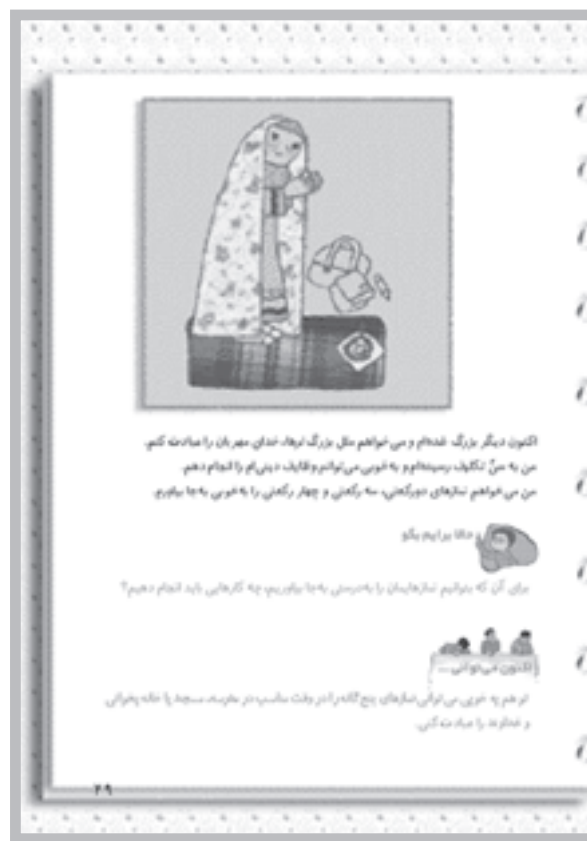 اکنون دیگر بزرگ شده‌ام و می‌خواهم مثل بزرگ‌ترها، خدای مهربان را عبادت کنم.
من به سنّ تکلیف رسیده‌ام و به خوبی می‌توانم وظایف دینی‌ام را انجام دهم.
من می‌خواهم نمازهای دورکعتی، سه رکعتی و چهار رکعتی را به خوبی به‌جا بیاورم.
حالا برایم بگو
برای آن که بتوانیم نمازهایمان را به‌درستی به‌جا بیاوریم، چه کارهایی باید انجام دهیم؟
اکنون می‌توانی...
تو هم به خوبی می‌توانی نمازهای پنج‌گانه را در وقت مناسب در مدرسه، مسجد یا خانه بخوانی
و خداوند را عبادت کنی.
۲۹